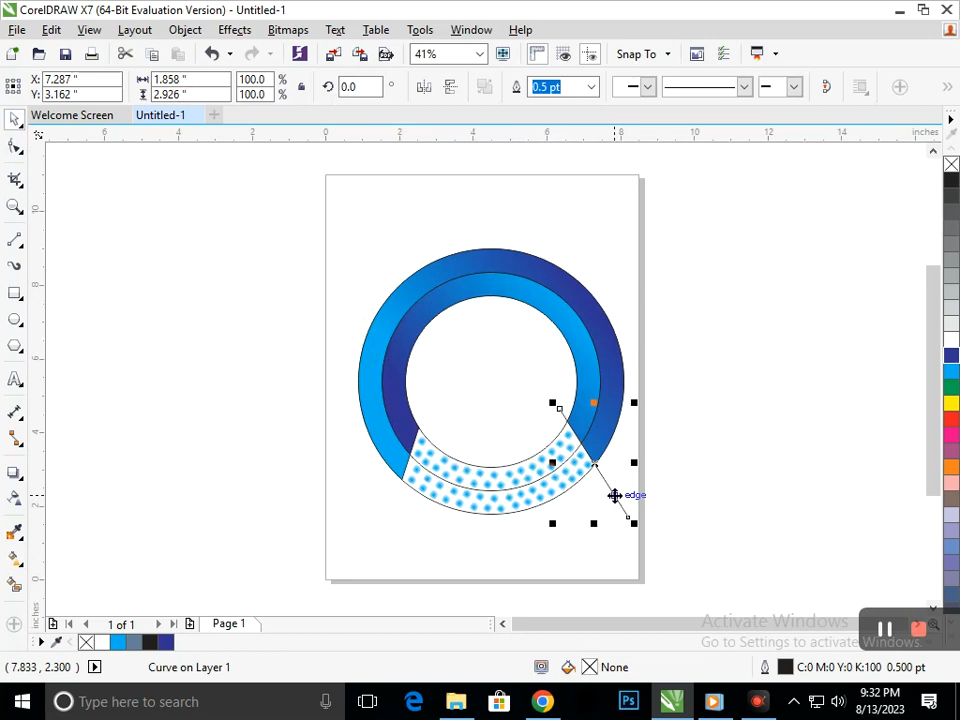 CorelDRAW X7 (64-Bit Evaluation Version) - Untitled-1
File Edit View Layout Object Effects Bitmaps Text Table Tools Window Help
41% Snap To
X: 7.287 " 1.858 " 100.0 % 0.0 ° 0.5 pt
Y: 3.162 " 2.926 " 100.0 %
Welcome Screen Untitled-1
6 4 2 0 2 4 6 8 10 12 14 inches
10
8
6
4
2
0
inches
edge
1 of 1 Page 1
Activate Windows
Go to Settings to activate Windows.
(7.833, 2.300) Curve on Layer 1 None C:0 M:0 Y:0 K:100 0.500 pt
Type here to search
Ps
9:32 PM
8/13/2023